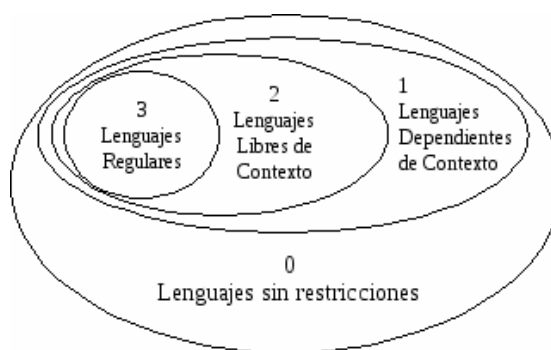 3
Lenguajes
Regulares
2
Lenguajes
Libres de
Contexto
1
Lenguajes
Dependientes
de Contexto
0
Lenguajes sin restricciones